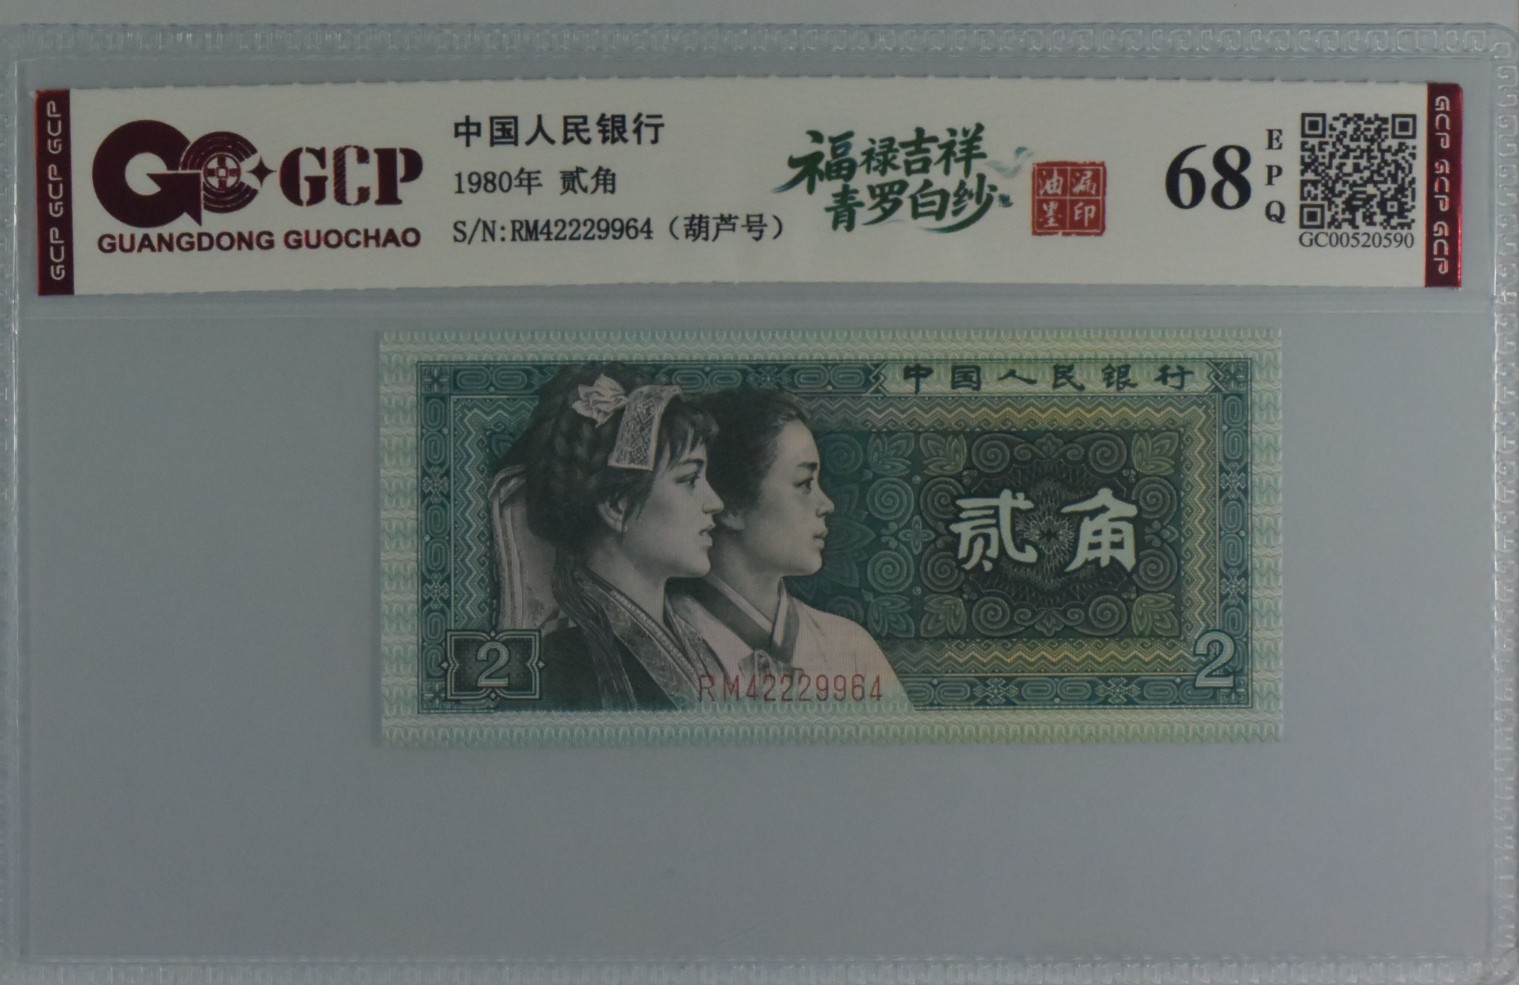 GCP GCP GCP
GCP
GUANGDONG GUOCHAO
中国人民银行
1980年 贰角
S/N:RM42229964（葫芦号）
福禄吉祥
青罗白纱
油漏
墨印
68
EPQ
GC00520590
GCP GCP GCP
中国人民银行
贰角
2
2
RM42229964